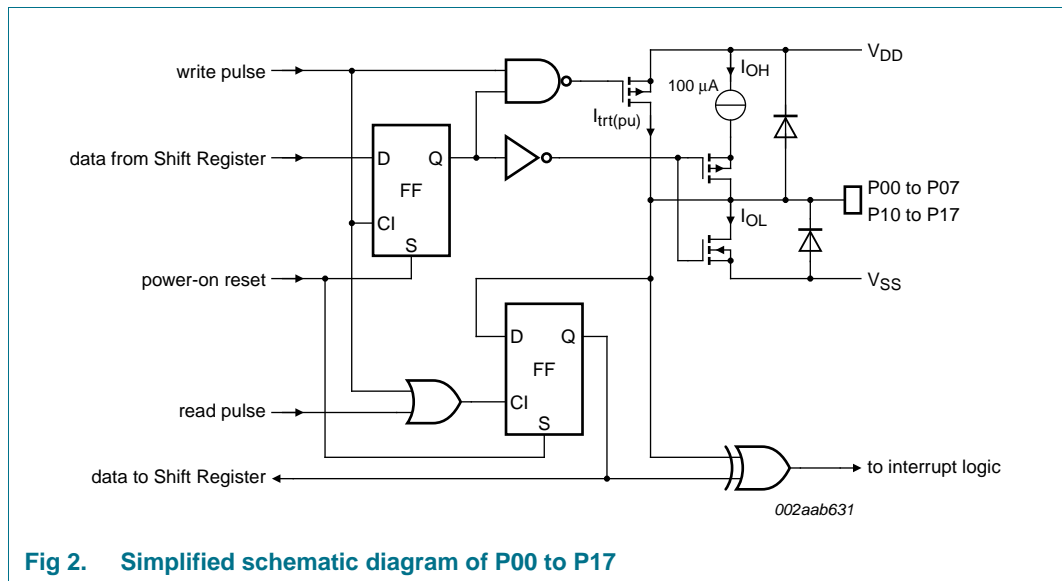 write pulse
data from Shift Register
power-on reset
read pulse
data to Shift Register
D
Q
FF
CI
S
D
Q
FF
CI
S
I_trt(pu)
100 μA
I_OH
V_DD
P00 to P07
P10 to P17
I_OL
V_SS
to interrupt logic
002aab631
Fig 2. Simplified schematic diagram of P00 to P17